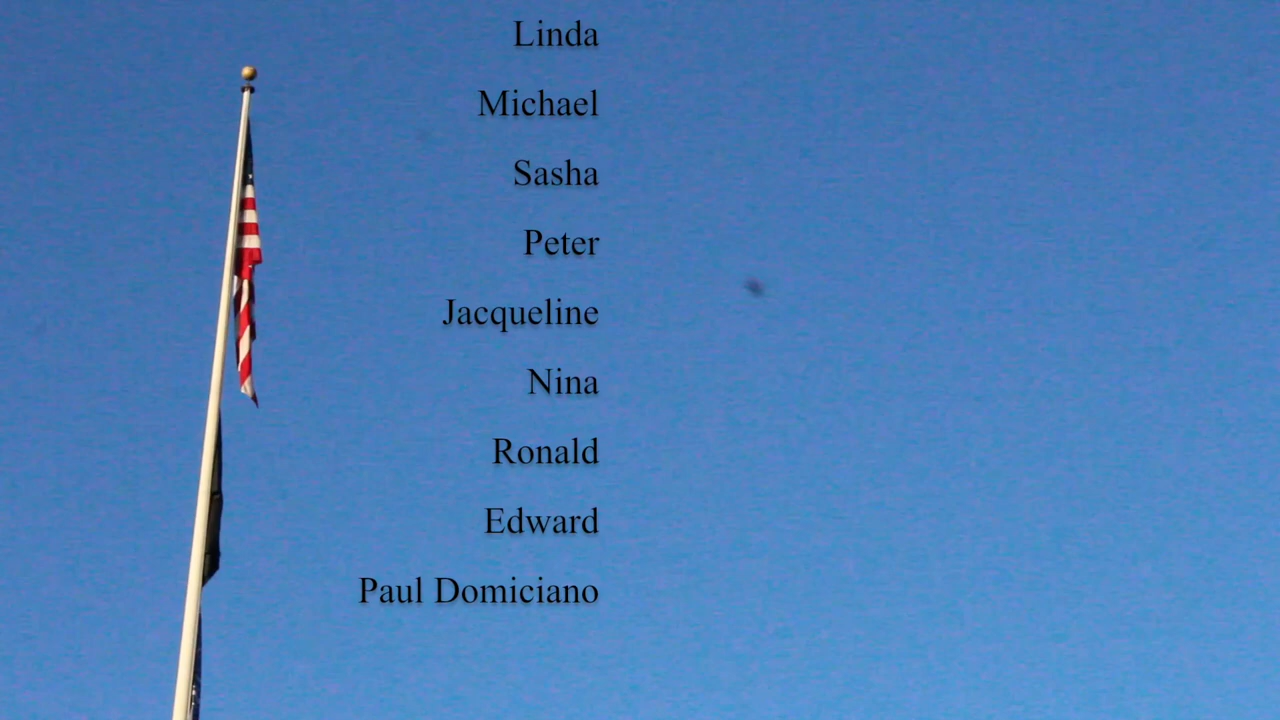 Linda
Michael
Sasha
Peter
Jacqueline
Nina
Ronald
Edward
Paul Domiciano